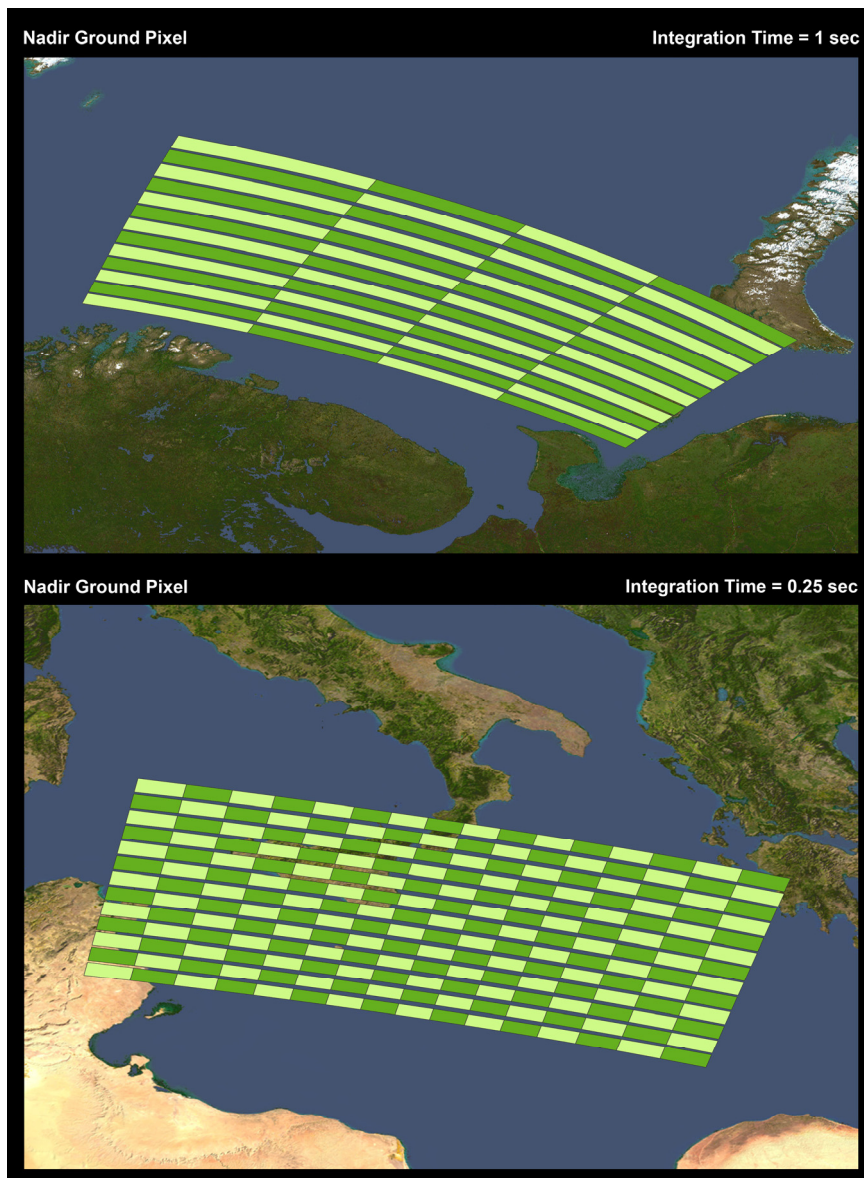 Nadir Ground Pixel
Integration Time = 1 sec
Nadir Ground Pixel
Integration Time = 0.25 sec